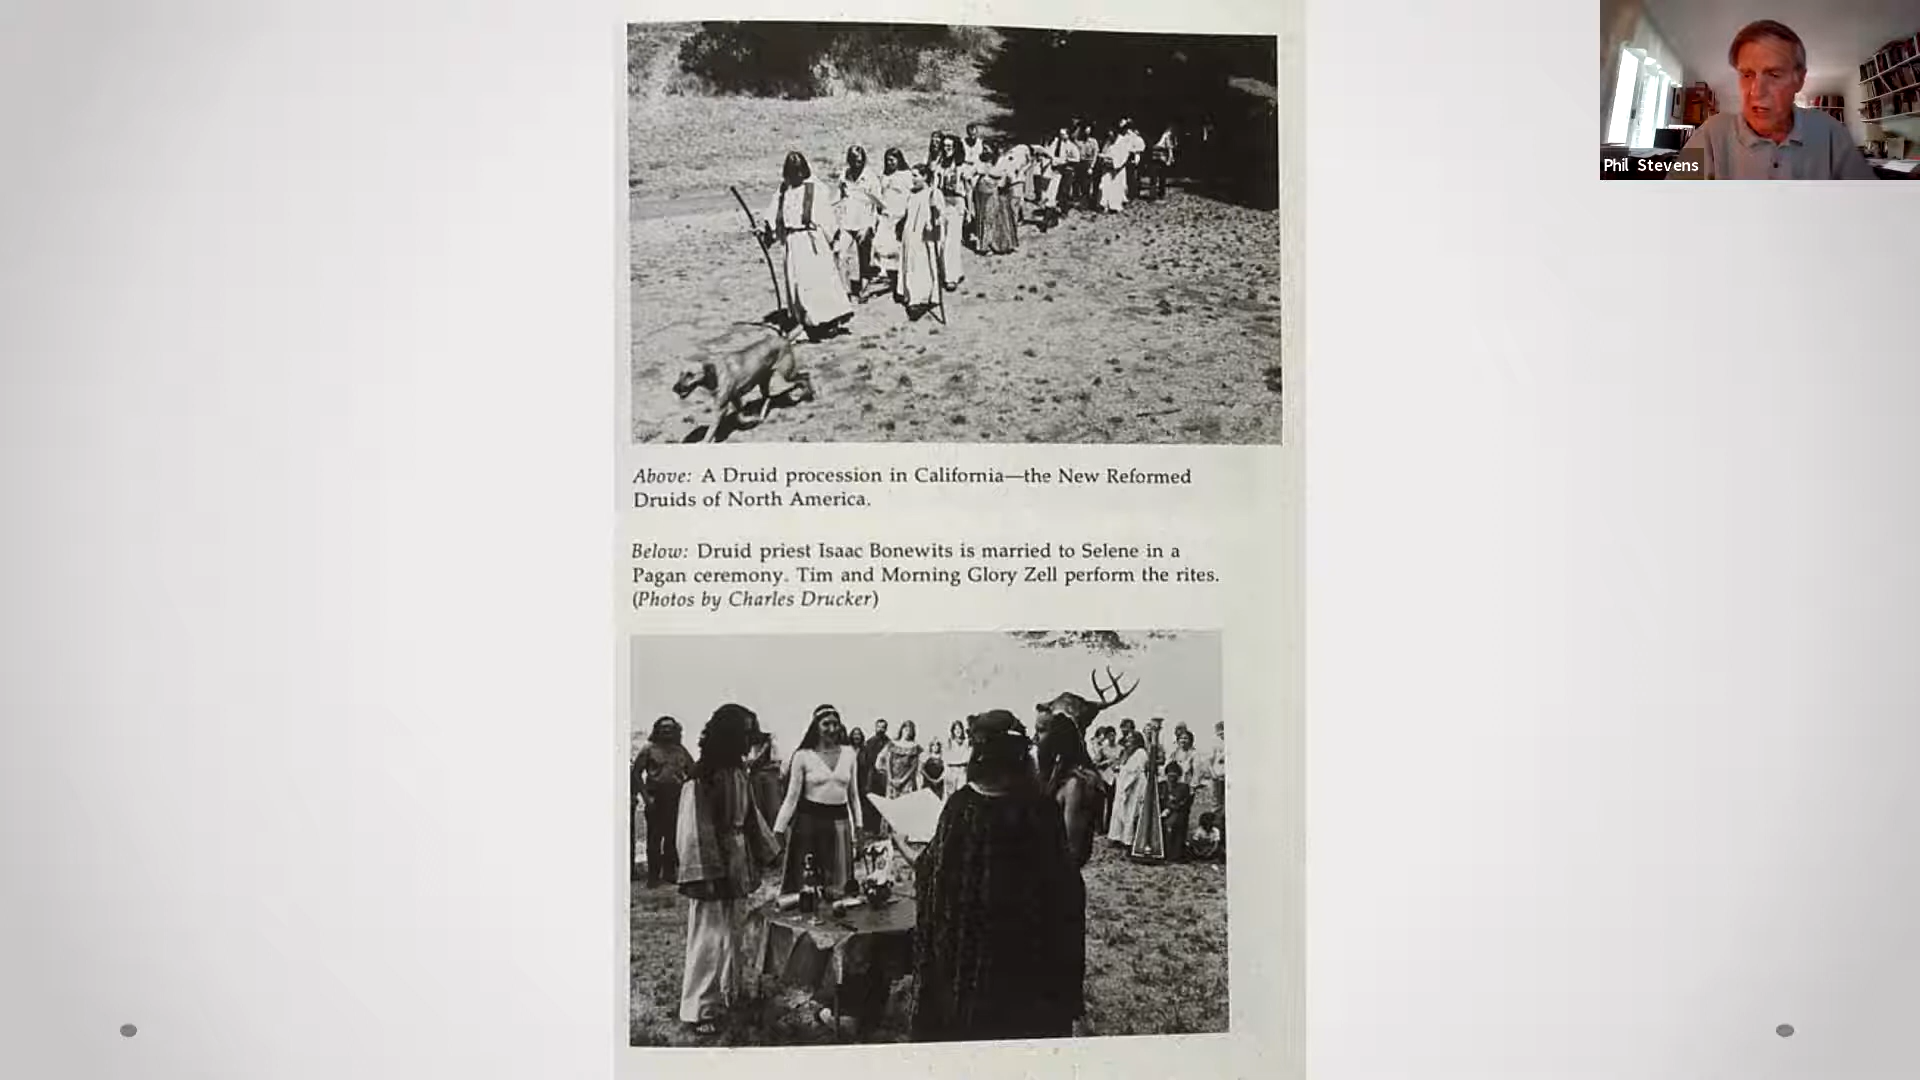 Phil Stevens
Above: A Druid procession in California—the New Reformed
Druids of North America.
Below: Druid priest Isaac Bonewits is married to Selene in a
Pagan ceremony. Tim and Morning Glory Zell perform the rites.
(Photos by Charles Drucker)